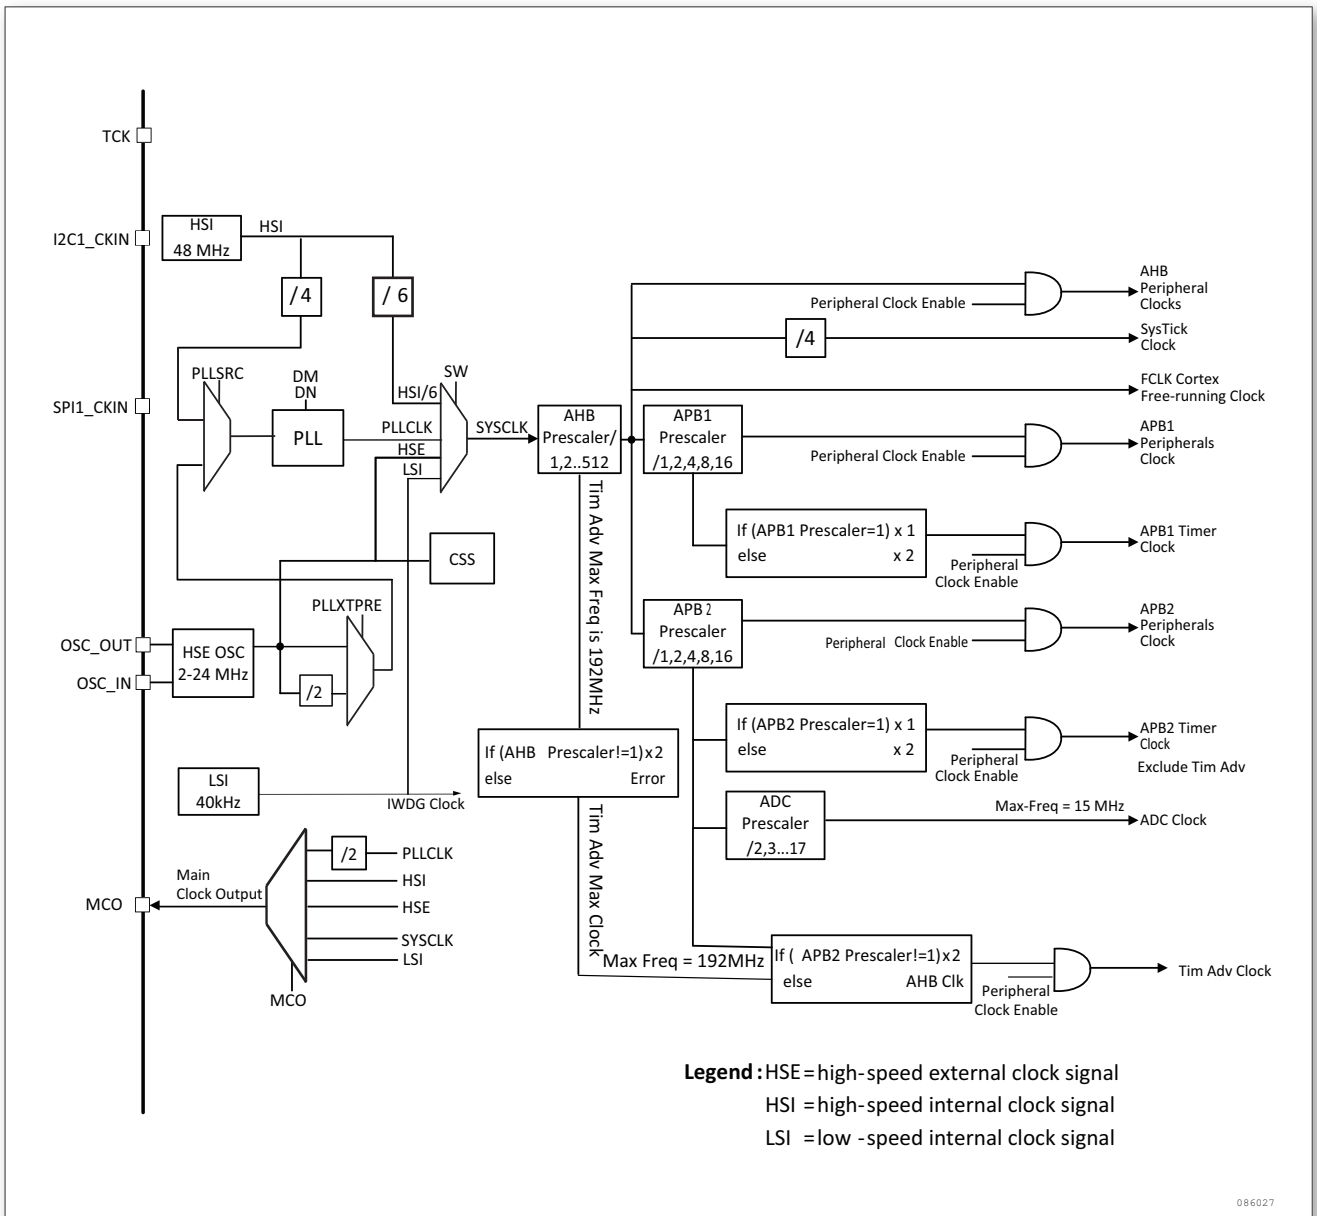 TCK
I2C1_CKIN
HSI
48 MHz
HSI
/4
/ 6
AHB
Peripheral
Clocks
Peripheral Clock Enable
/4
SysTick
Clock
PLLSRC
DM
DN
SW
HSI/6
FCLK Cortex
Free-running Clock
SPI1_CKIN
PLL
PLLCLK
HSE
LSI
SYSCLK
AHB
Prescaler/
1,2..512
APB1
Prescaler
/1,2,4,8,16
Peripheral Clock Enable
APB1
Peripherals
Clock
Tim Adv Max Freq is 192MHz
If (APB1 Prescaler=1) x 1
else x 2
Peripheral
Clock Enable
APB1 Timer
Clock
CSS
PLLXTPRE
OSC_OUT
OSC_IN
HSE OSC
2-24 MHz
/2
APB2
Prescaler
/1,2,4,8,16
Peripheral Clock Enable
APB2
Peripherals
Clock
If (AHB Prescaler!=1)x2
else Error
If (APB2 Prescaler=1) x 1
else x 2
Peripheral
Clock Enable
APB2 Timer
Clock
Exclude Tim Adv
LSI
40kHz
IWDG Clock
ADC
Prescaler
/2,3...17
Max-Freq = 15 MHz
ADC Clock
MCO
Main
Clock Output
/2
PLLCLK
HSI
HSE
SYSCLK
LSI
MCO
Tim Adv Max Clock
Max Freq = 192MHz
If ( APB2 Prescaler!=1)x2
else AHB Clk
Peripheral
Clock Enable
Tim Adv Clock
Legend :HSE=high-speed external clock signal
HSI =high-speed internal clock signal
LSI =low -speed internal clock signal
086027